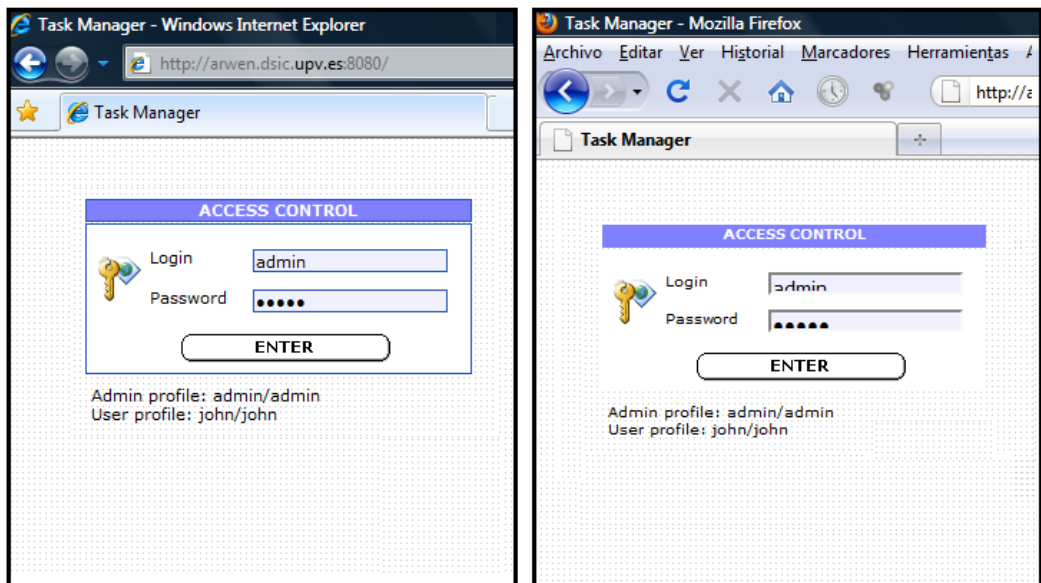 Task Manager - Windows Internet Explorer
http://arwen.dsic.upv.es:8080/
Task Manager
ACCESS CONTROL
Login
admin
Password
●●●●●
ENTER
Admin profile: admin/admin
User profile: john/john
Task Manager - Mozilla Firefox
Archivo Editar Ver Historial Marcadores Herramientas
http://a
Task Manager
ACCESS CONTROL
Login
admin
Password
●●●●●
ENTER
Admin profile: admin/admin
User profile: john/john